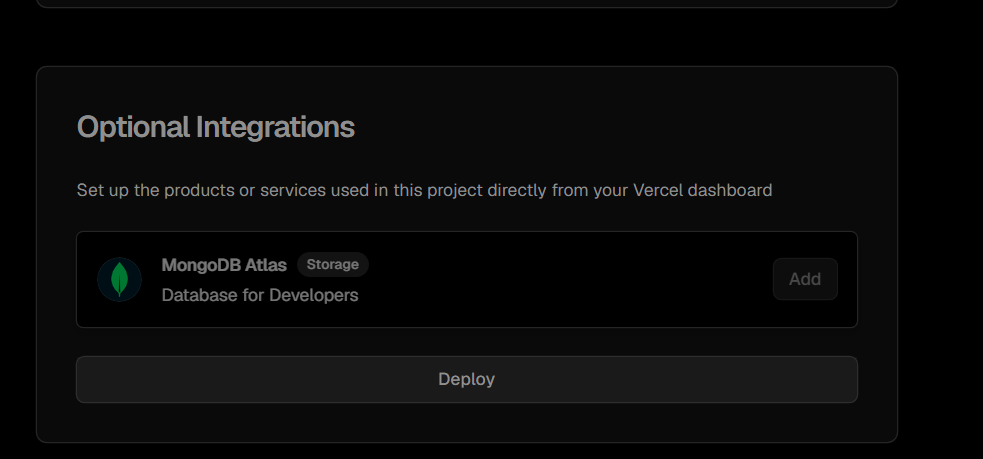 Optional Integrations
Set up the products or services used in this project directly from your Vercel dashboard
MongoDB Atlas Storage
Database for Developers
Add
Deploy